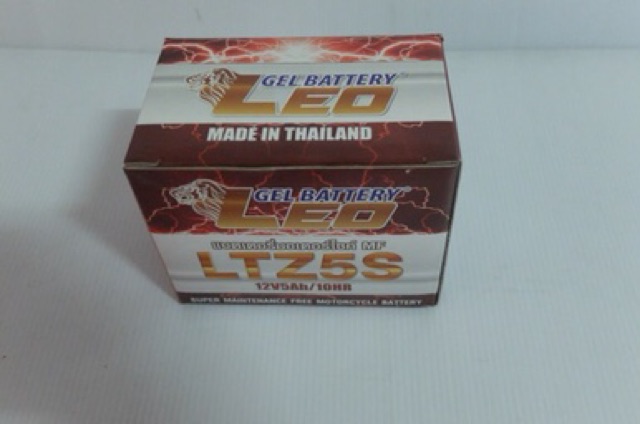 GEL BATTERY
LEO
MADE IN THAILAND
GEL BATTERY
LEO
แบตเตอรี่มอเตอร์ไซค์ MF
LTZ5S
12V5Ah/10HR
SUPER MAINTENANCE FREE MOTORCYCLE BATTERY